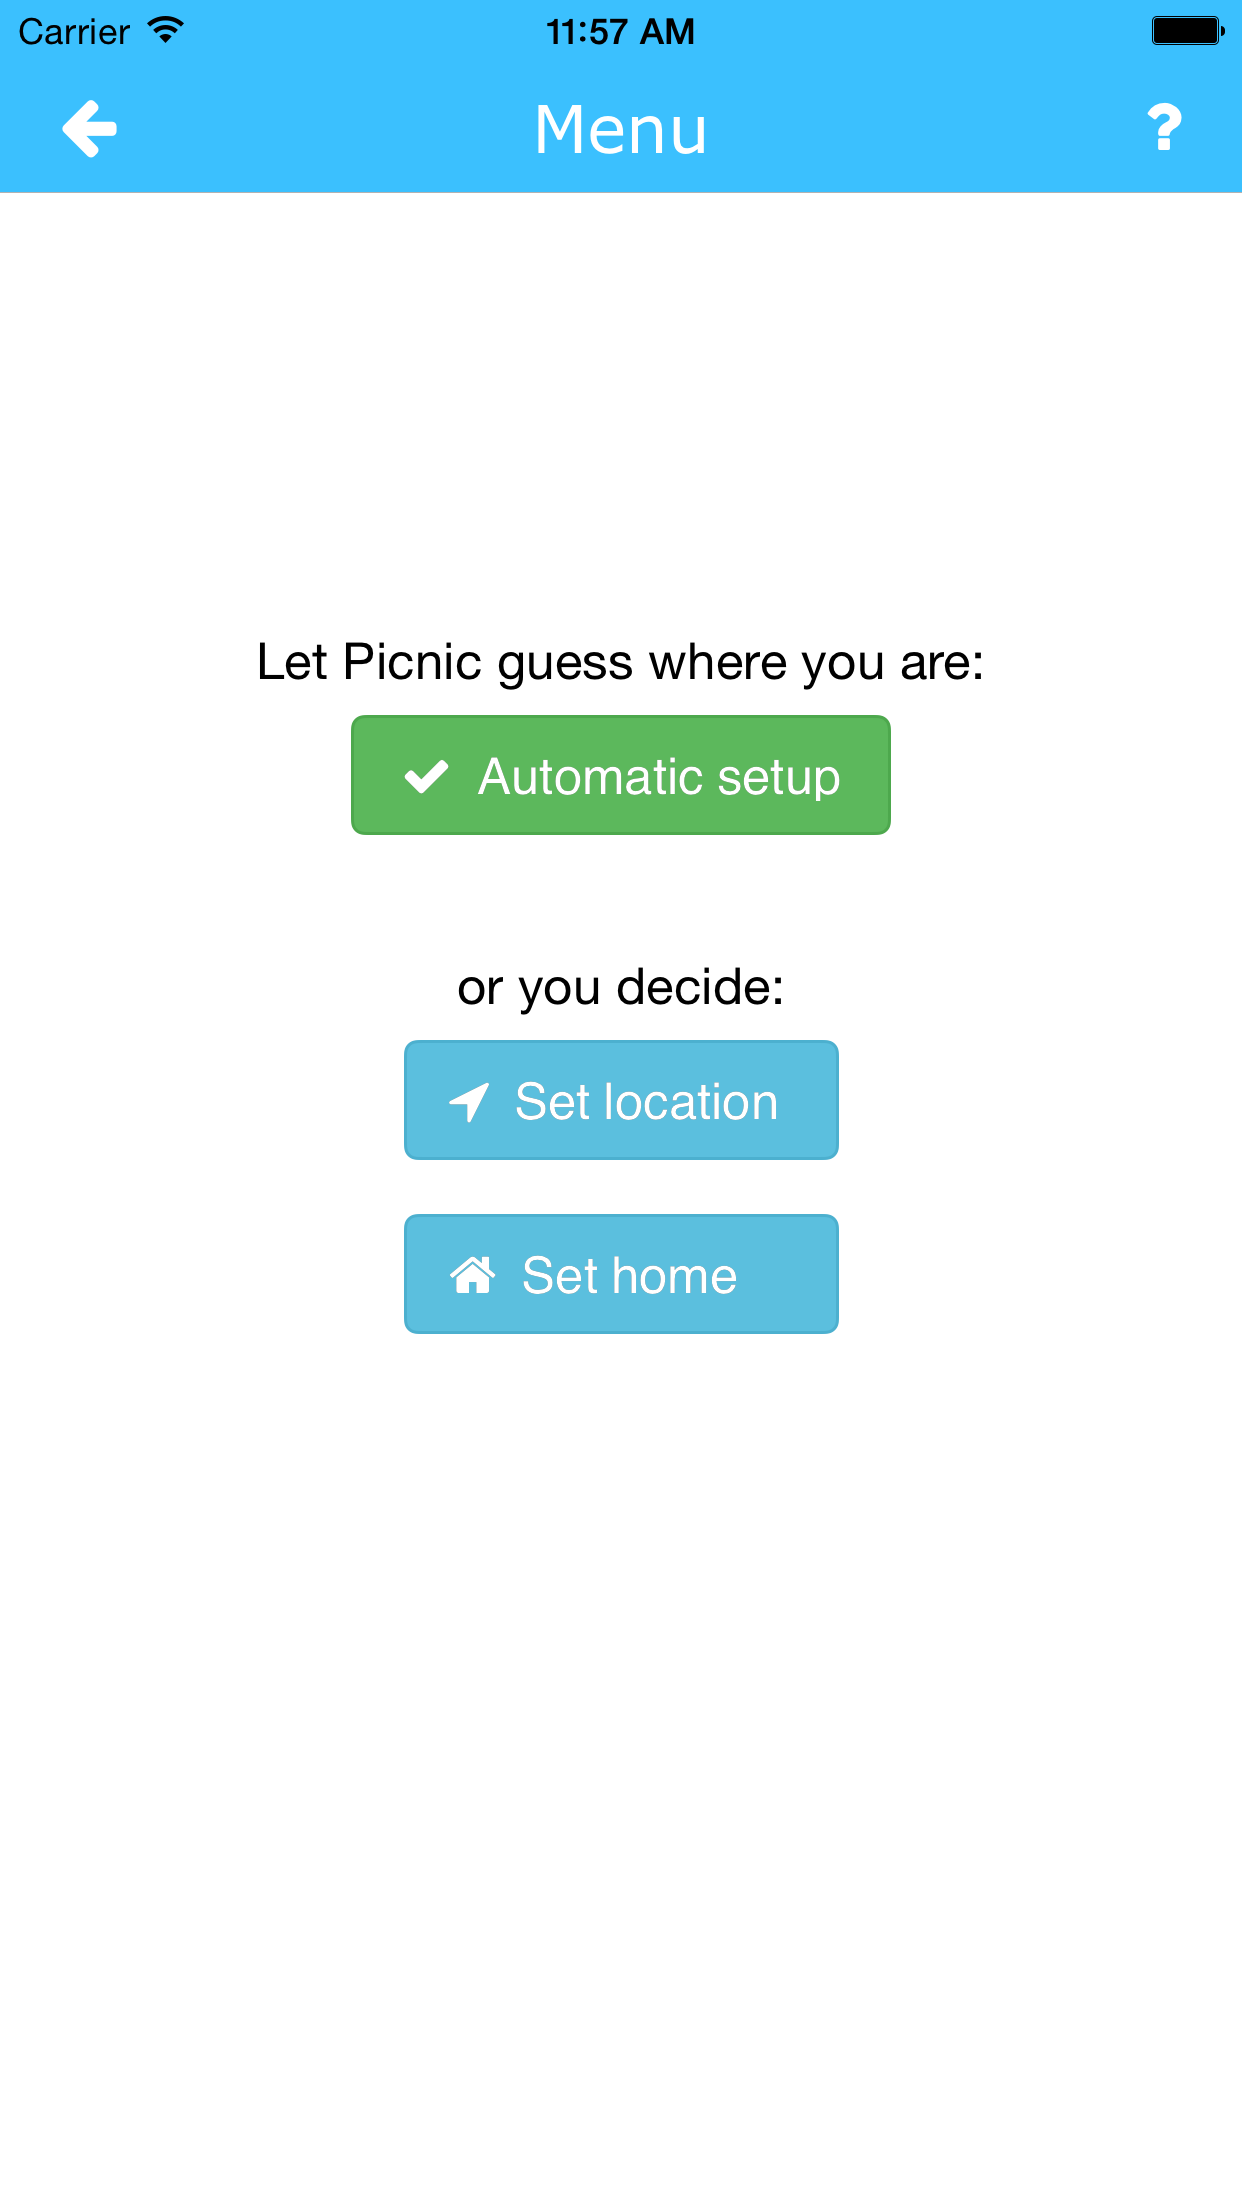 Carrier
11:57 AM
Menu
?
Let Picnic guess where you are:
Automatic setup
or you decide:
Set location
Set home